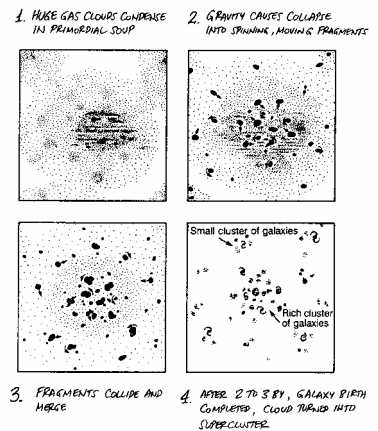 1. HUGE GAS CLOUDS CONDENSE
IN PRIMORDIAL SOUP
2. GRAVITY CAUSES COLLAPSE
INTO SPINNING, MOVING FRAGMENTS
Small cluster of galaxies
Rich cluster
of galaxies
3. FRAGMENTS COLLIDE AND
MERGE
4. AFTER 2 TO 3 BY, GALAXY BIRTH
COMPLETED, CLOUD TURNED INTO
SUPERCLUSTER